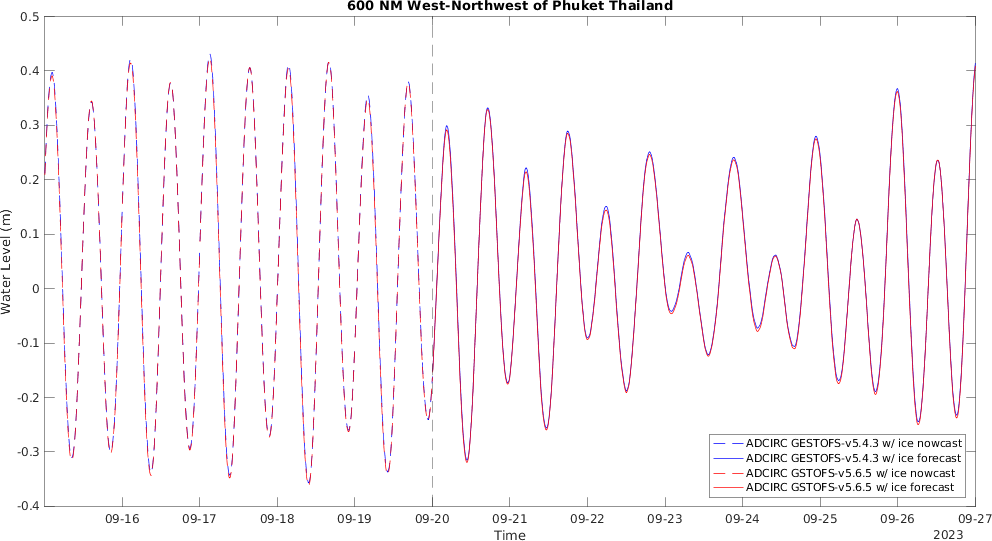 600 NM West-Northwest of Phuket Thailand
0.5
0.4
0.3
0.2
0.1
0
-0.1
-0.2
-0.3
-0.4
Water Level (m)
ADCIRC GESTOFS-v5.4.3 w/ ice nowcast
ADCIRC GESTOFS-v5.4.3 w/ ice forecast
ADCIRC GSTOFS-v5.6.5 w/ ice nowcast
ADCIRC GSTOFS-v5.6.5 w/ ice forecast
09-16 09-17 09-18 09-19 09-20 09-21 09-22 09-23 09-24 09-25 09-26 09-27
Time
2023